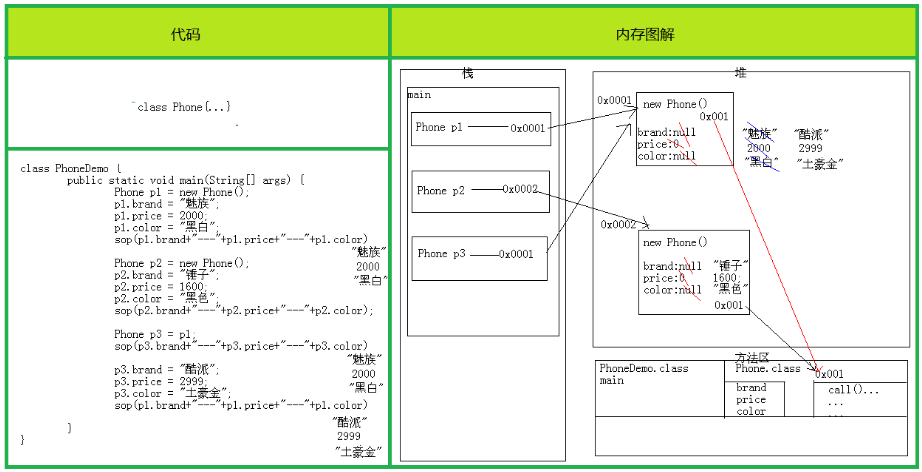 代码
内存图解
class Phone{...}
class PhoneDemo {
public static void main(String[] args) {
Phone p1 = new Phone();
p1.brand = "魅族";
p1.price = 2000;
p1.color = "黑白";
sop(p1.brand+"---"+p1.price+"---"+p1.color)
"魅族"
2000
"黑白"
Phone p2 = new Phone();
p2.brand = "锤子";
p2.price = 1600;
p2.color = "黑色";
sop(p2.brand+"---"+p2.price+"---"+p2.color);
Phone p3 = p1;
sop(p3.brand+"---"+p3.price+"---"+p3.color)
"魅族"
2000
"黑白"
p3.brand = "酷派"
p3.price = 2999;
p3.color = "土豪金";
sop(p1.brand+"---"+p1.price+"---"+p1.color)
"酷派"
2999
"土豪金"
}
}
栈
main
Phone p1 0x0001
Phone p2 0x0002
Phone p3 0x0001
堆
0x0001
new Phone()
0x001
brand:null
price:0
color:null
"魅族" "酷派"
2000 2999
"黑白" "土豪金"
0x0002
new Phone()
brand:null "锤子"
price:0 1600;
color:null "黑色"
0x001
方法区
PhoneDemo.class
main
Phone.class
brand
price
color
0x001
call()...
...
...